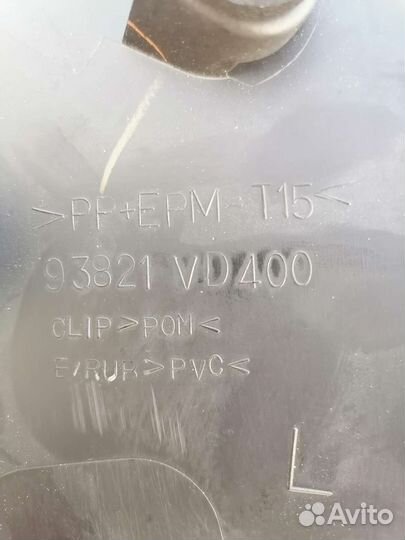 >PP+EPM-T15<
93821 VD400
CLIP>POM<
E/RUB>PVC<
L
Avito